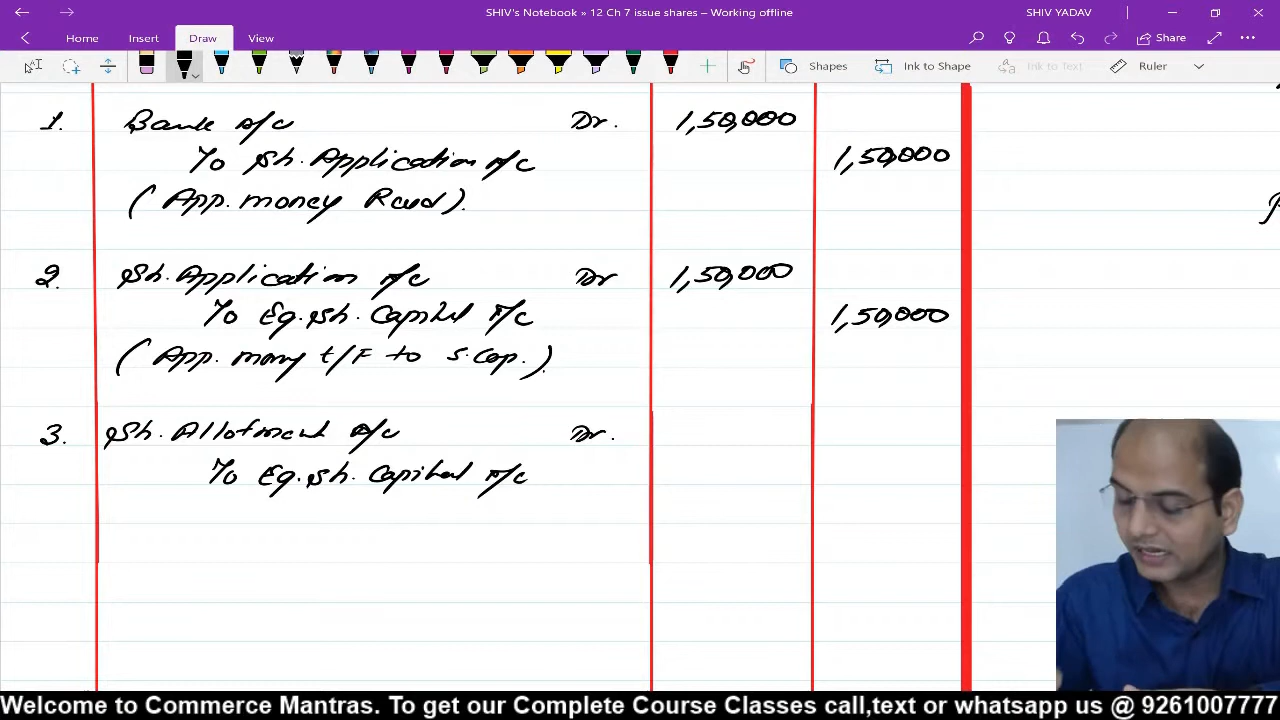 SHIV's Notebook » 12 Ch 7 issue shares – Working offline
SHIV YADAV
Home Insert Draw View
Share
Shapes Ink to Shape Ink to Text Ruler
1. Bank A/c Dr. 1,50,000
To Sh. Application A/c 1,50,000
(App. money Recvd).
2. Sh. Application A/c Dr 1,50,000
To Eq. Sh. Capital A/c 1,50,000
(App. money t/F to S. Cap.)
3. Sh. Allotment A/c Dr.
To Eq. Sh. Capital A/c
Welcome to Commerce Mantras. To get our Complete Course Classes call,text or whatsapp us @ 9261007777